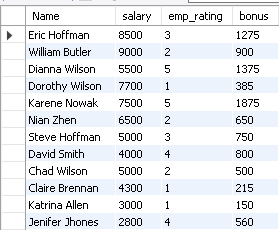 Name salary emp_rating bonus
Eric Hoffman 8500 3 1275
William Butler 9000 2 900
Dianna Wilson 5500 5 1375
Dorothy Wilson 7700 1 385
Karene Nowak 7500 5 1875
Nian Zhen 6500 2 650
Steve Hoffman 5000 3 750
David Smith 4000 4 800
Chad Wilson 5000 2 500
Claire Brennan 4300 1 215
Katrina Allen 3000 1 150
Jenifer Jhones 2800 4 560